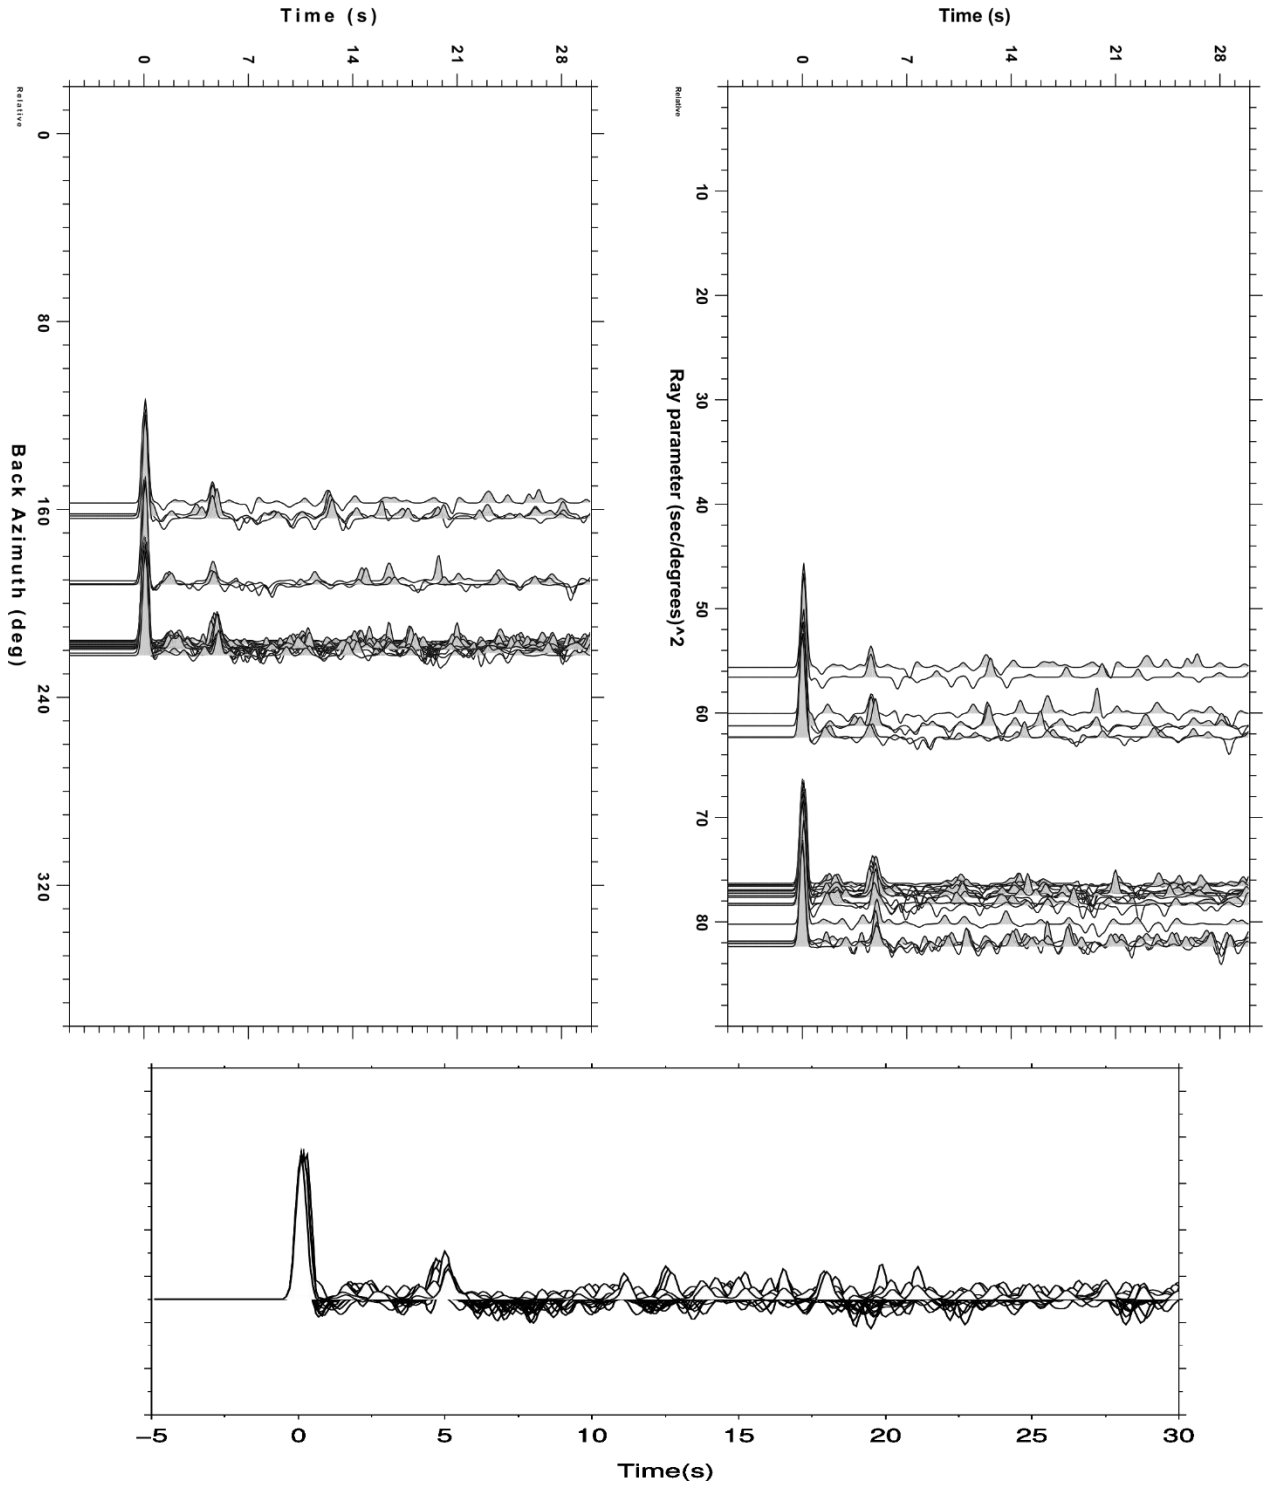 Time (s)
0 7 14 21 28
Relative
0
80
160
240
320
Back Azimuth (deg)
Time (s)
0 7 14 21 28
Relative
10
20
30
40
50
60
70
80
Ray parameter (sec/degrees)^2
−5 0 5 10 15 20 25 30
Time(s)